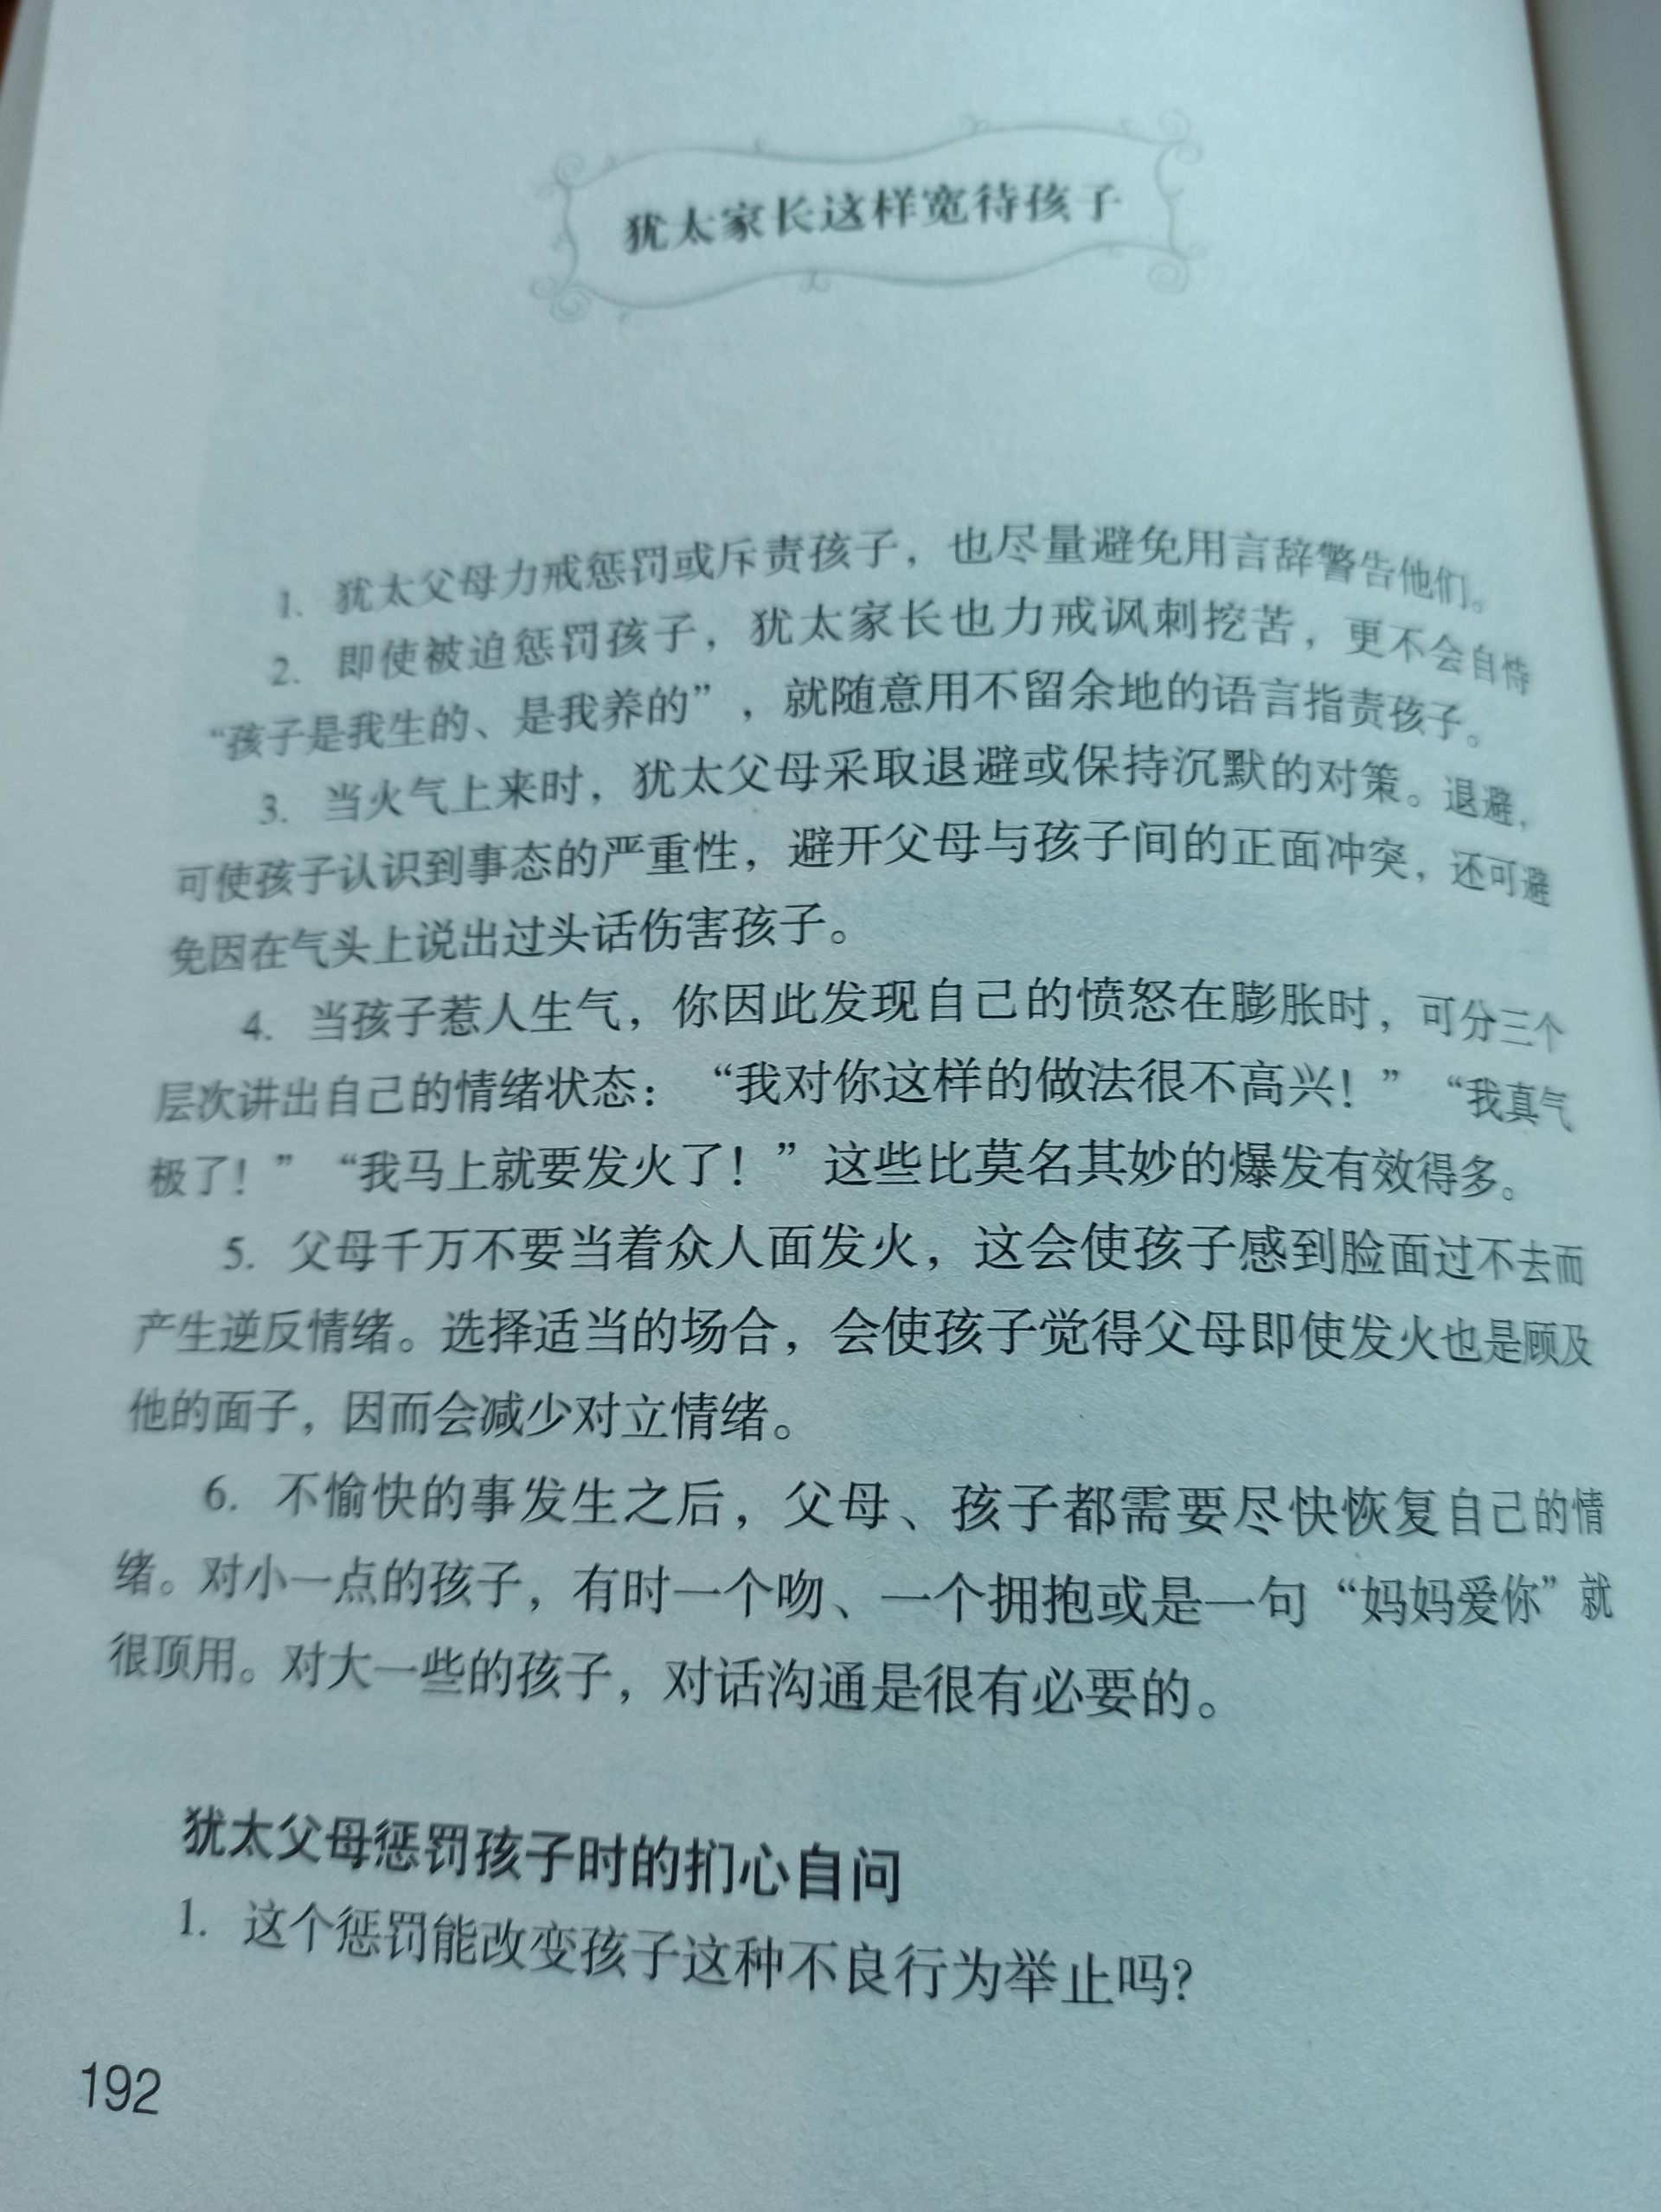 犹太家长这样宽待孩子
1. 犹太父母力戒惩罚或斥责孩子，也尽量避免用言辞警告他们。
2. 即使被迫惩罚孩子，犹太家长也力戒讽刺挖苦，更不会自恃
“孩子是我生的、是我养的”，就随意用不留余地的语言指责孩子。
3. 当火气上来时，犹太父母采取退避或保持沉默的对策。退避，
可使孩子认识到事态的严重性，避开父母与孩子间的正面冲突，还可避
免因在气头上说出过头话伤害孩子。
4. 当孩子惹人生气，你因此发现自己的愤怒在膨胀时，可分三个
层次讲出自己的情绪状态：“我对你这样的做法很不高兴！”“我真气
极了！”“我马上就要发火了！”这些比莫名其妙的爆发有效得多。
5. 父母千万不要当着众人面发火，这会使孩子感到脸面过不去而
产生逆反情绪。选择适当的场合，会使孩子觉得父母即使发火也是顾及
他的面子，因而会减少对立情绪。
6. 不愉快的事发生之后，父母、孩子都需要尽快恢复自己的情
绪。对小一点的孩子，有时一个吻、一个拥抱或是一句“妈妈爱你”就
很顶用。对大一些的孩子，对话沟通是很有必要的。
犹太父母惩罚孩子时的扪心自问
1. 这个惩罚能改变孩子这种不良行为举止吗？
192